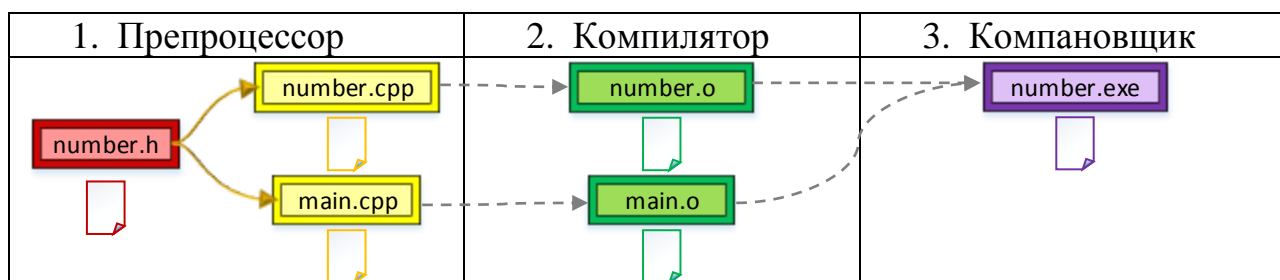 1. Препроцессор
2. Компилятор
3. Компановщик
number.cpp
number.o
number.exe
number.h
main.cpp
main.o